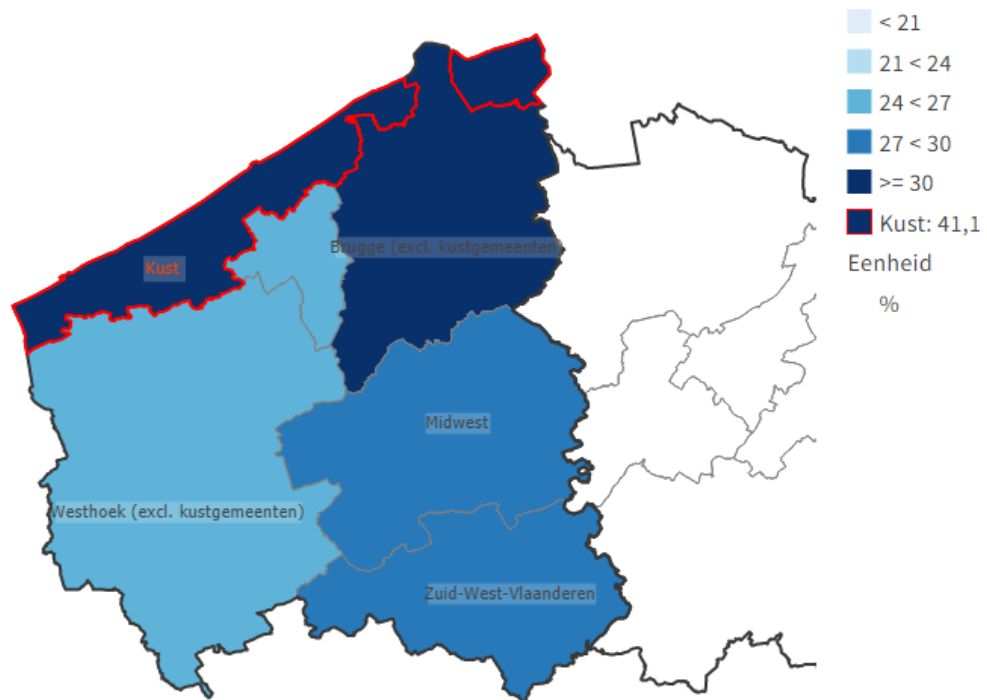 < 21
21 < 24
24 < 27
27 < 30
>= 30
Kust: 41,1
Eenheid
%
Brugge (excl. kustgemeenten)
Kust
Midwest
Westhoek (excl. kustgemeenten)
Zuid-West-Vlaanderen